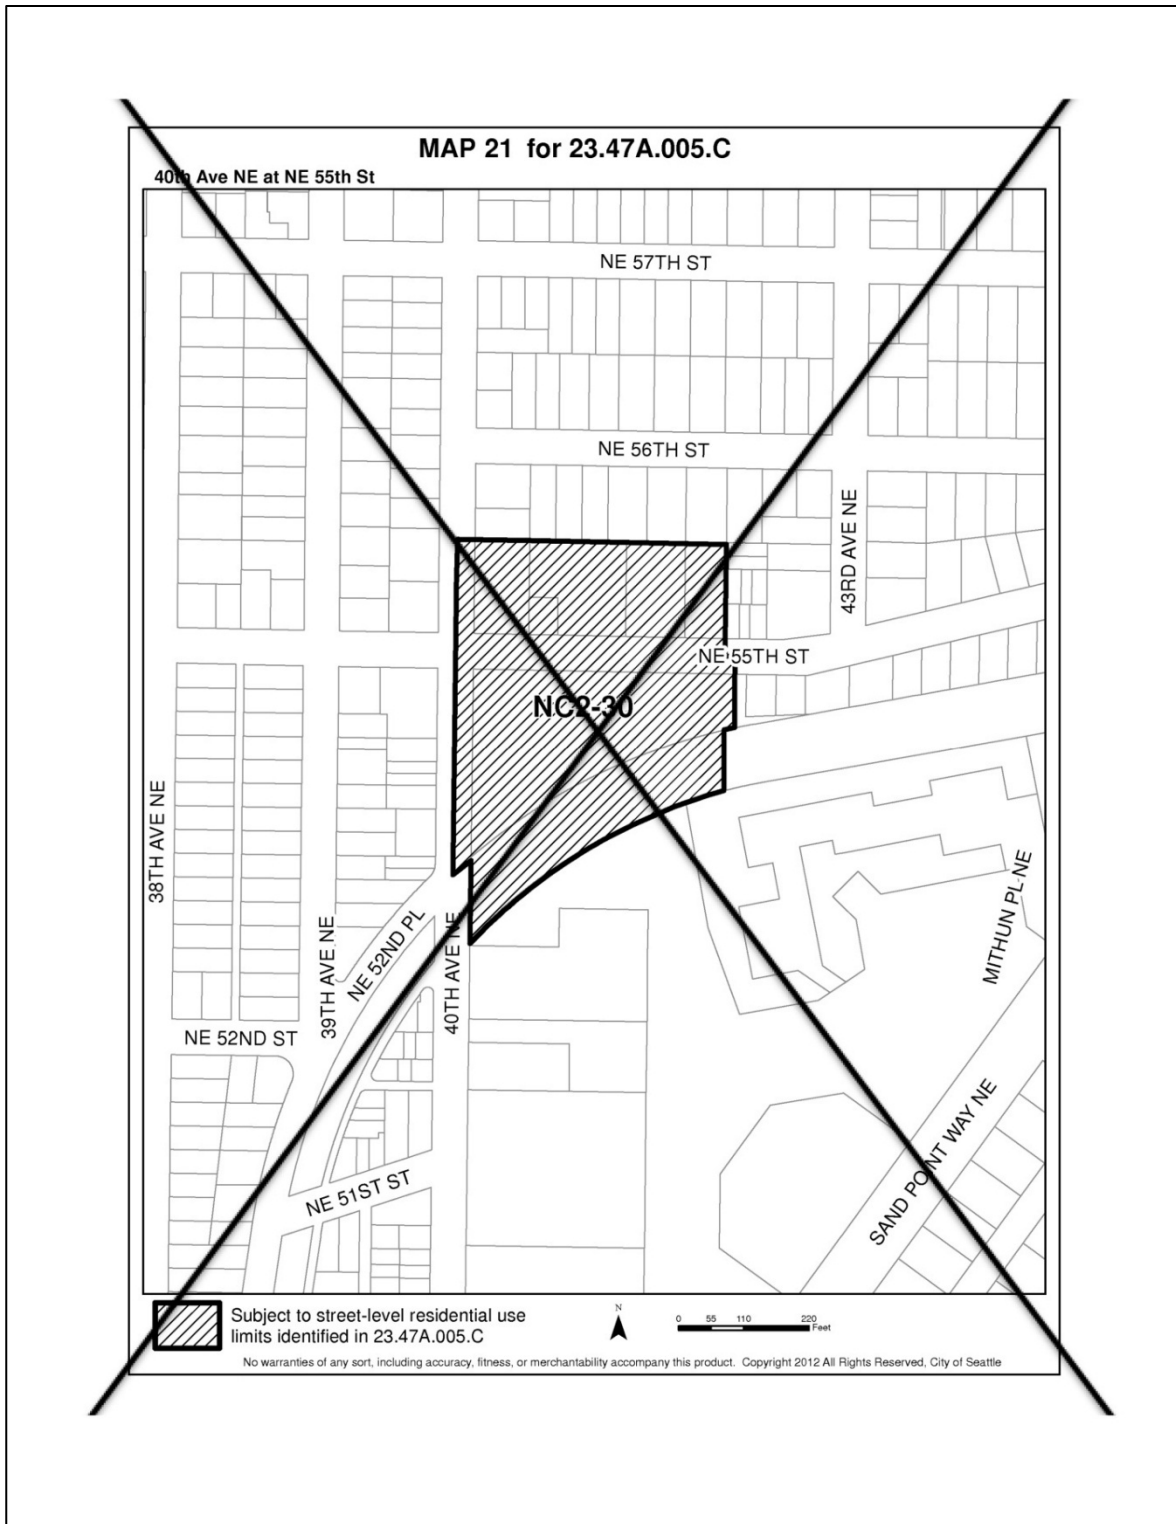 MAP 21 for 23.47A.005.C
40th Ave NE at NE 55th St
NE 57TH ST
NE 56TH ST
43RD AVE NE
NE 55TH ST
NC2-30
38TH AVE NE
39TH AVE NE
NE 52ND PL
40TH AVE NE
MITHUN PL NE
NE 52ND ST
SAND POINT WAY NE
NE 51ST ST
Subject to street-level residential use
limits identified in 23.47A.005.C
N
0 55 110 220
Feet
No warranties of any sort, including accuracy, fitness, or merchantability accompany this product. Copyright 2012 All Rights Reserved, City of Seattle